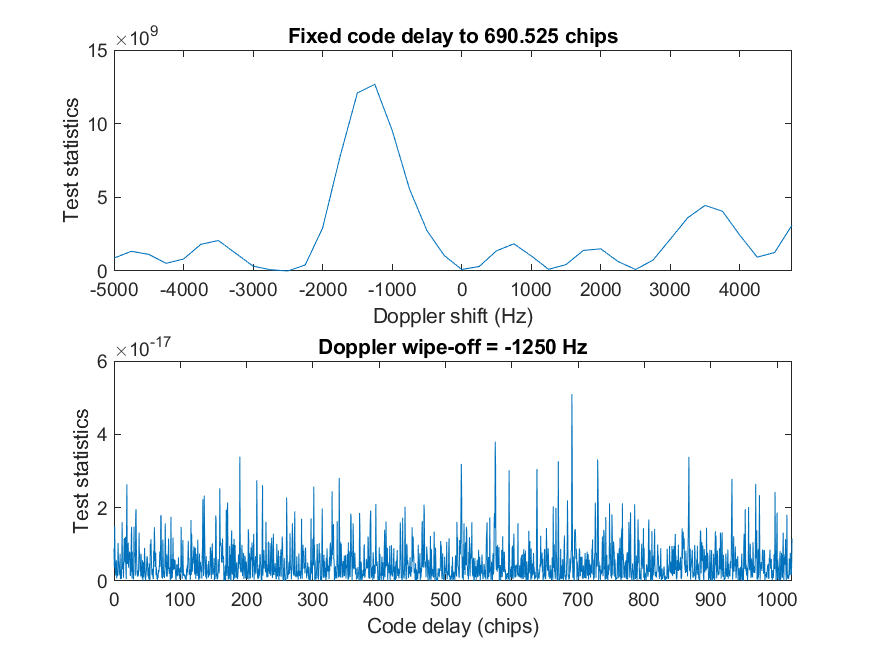 ×10^9
Fixed code delay to 690.525 chips
15
10
5
0
Test statistics
-5000 -4000 -3000 -2000 -1000 0 1000 2000 3000 4000
Doppler shift (Hz)
×10^-17
Doppler wipe-off = -1250 Hz
6
4
2
0
Test statistics
0 100 200 300 400 500 600 700 800 900 1000
Code delay (chips)